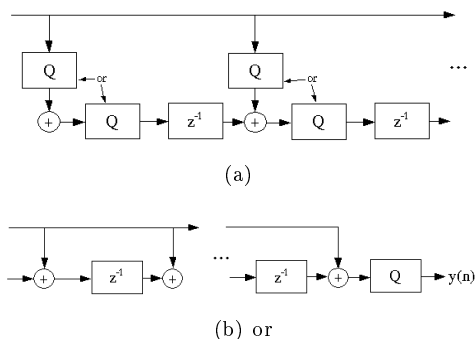 Q Q ...
or or
+ Q z⁻¹ + Q z⁻¹
(a)
...
+ z⁻¹ + z⁻¹ + Q y(n)
(b) or